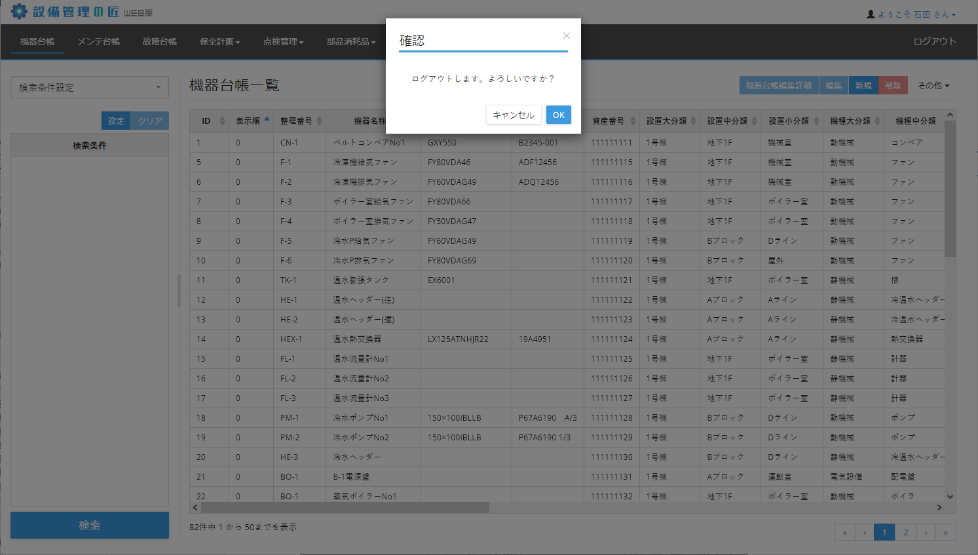 設備管理の匠
ようこそ 石田 さん
機器台帳 メンテ台帳 故障台帳 保全計画 点検管理 部品消耗品 ログアウト
確認
×
ログアウトします。よろしいですか？
キャンセル OK
検索条件設定
設定 クリア
検索条件
検索
機器台帳一覧
機器台帳編集詳細 編集 新規 削除 その他
ID 表示順 整理番号 機器名称 資産番号 設置大分類 設置中分類 設置小分類 機種大分類 機種中分類
1 0 CN-1 ベルトコンベアNo1 GXY550 B2345-001 111111111 1号棟 地下1F 機械室 動機械 コンベア
5 0 F-1 冷凍機給気ファン FY80VDA46 ADF12456 111111115 1号棟 地下1F 機械室 動機械 ファン
6 0 F-2 冷凍機排気ファン FY60VDAG49 ADQ12456 111111116 1号棟 地下1F 機械室 動機械 ファン
7 0 F-3 ボイラー室給気ファン FY80VDA66 111111117 1号棟 地下1F ボイラー室 動機械 ファン
8 0 F-4 ボイラー室排気ファン FY50VDAG47 111111118 1号棟 地下1F ボイラー室 動機械 ファン
9 0 F-5 冷水P給気ファン FY60VDAG49 111111119 1号棟 Bブロック Dライン 動機械 ファン
10 0 F-6 冷水P排気ファン FY80VDAG69 111111120 1号棟 Bブロック 屋外 動機械 ファン
11 0 TK-1 温水膨張タンク EX6001 111111121 1号棟 地下1F ボイラー室 静機械 槽
12 0 HE-1 温水ヘッダー(往) 111111122 1号棟 Aブロック Aライン 静機械 冷温水ヘッダー
13 0 HE-2 温水ヘッダー(還) 111111123 1号棟 Aブロック Aライン 静機械 冷温水ヘッダー
14 0 HEX-1 温水熱交換器 LX125ATNHJR22 19A4951 111111124 1号棟 Aブロック Aライン 静機械 熱交換器
15 0 FL-1 温水流量計No1 111111125 1号棟 地下1F ボイラー室 静機械 計器
16 0 FL-2 温水流量計No2 111111126 1号棟 地下1F ボイラー室 静機械 計器
17 0 FL-3 温水流量計No3 111111127 1号棟 地下1F ボイラー室 静機械 計器
18 0 PM-1 冷水ポンプNo1 150×100IBLLB P67A6190 A/3 111111128 1号棟 Bブロック Dライン 動機械 ポンプ
19 0 PM-2 冷水ポンプNo2 150×100IBLLB P67A6190 1/3 111111129 1号棟 Bブロック Dライン 動機械 ポンプ
20 0 HE-3 冷水ヘッダー 111111130 1号棟 Bブロック Dライン 静機械 冷温水ヘッダー
21 0 BO-1 B-1電源盤 111111131 1号棟 Aブロック 運動室 電気設備 配電盤
22 0 BO-1 蒸気ボイラーNo1 111111132 1号棟 地下1F ボイラー室 動機械 ボイラ
82件中 1 から 50までを表示
« ‹ 1 2 › »